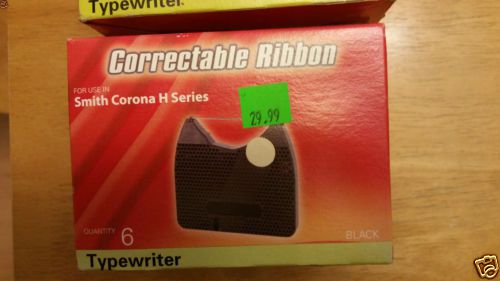 Typewriter
Correctable Ribbon
FOR USE IN
Smith Corona H Series
29.99
QUANTITY 6
BLACK
Typewriter